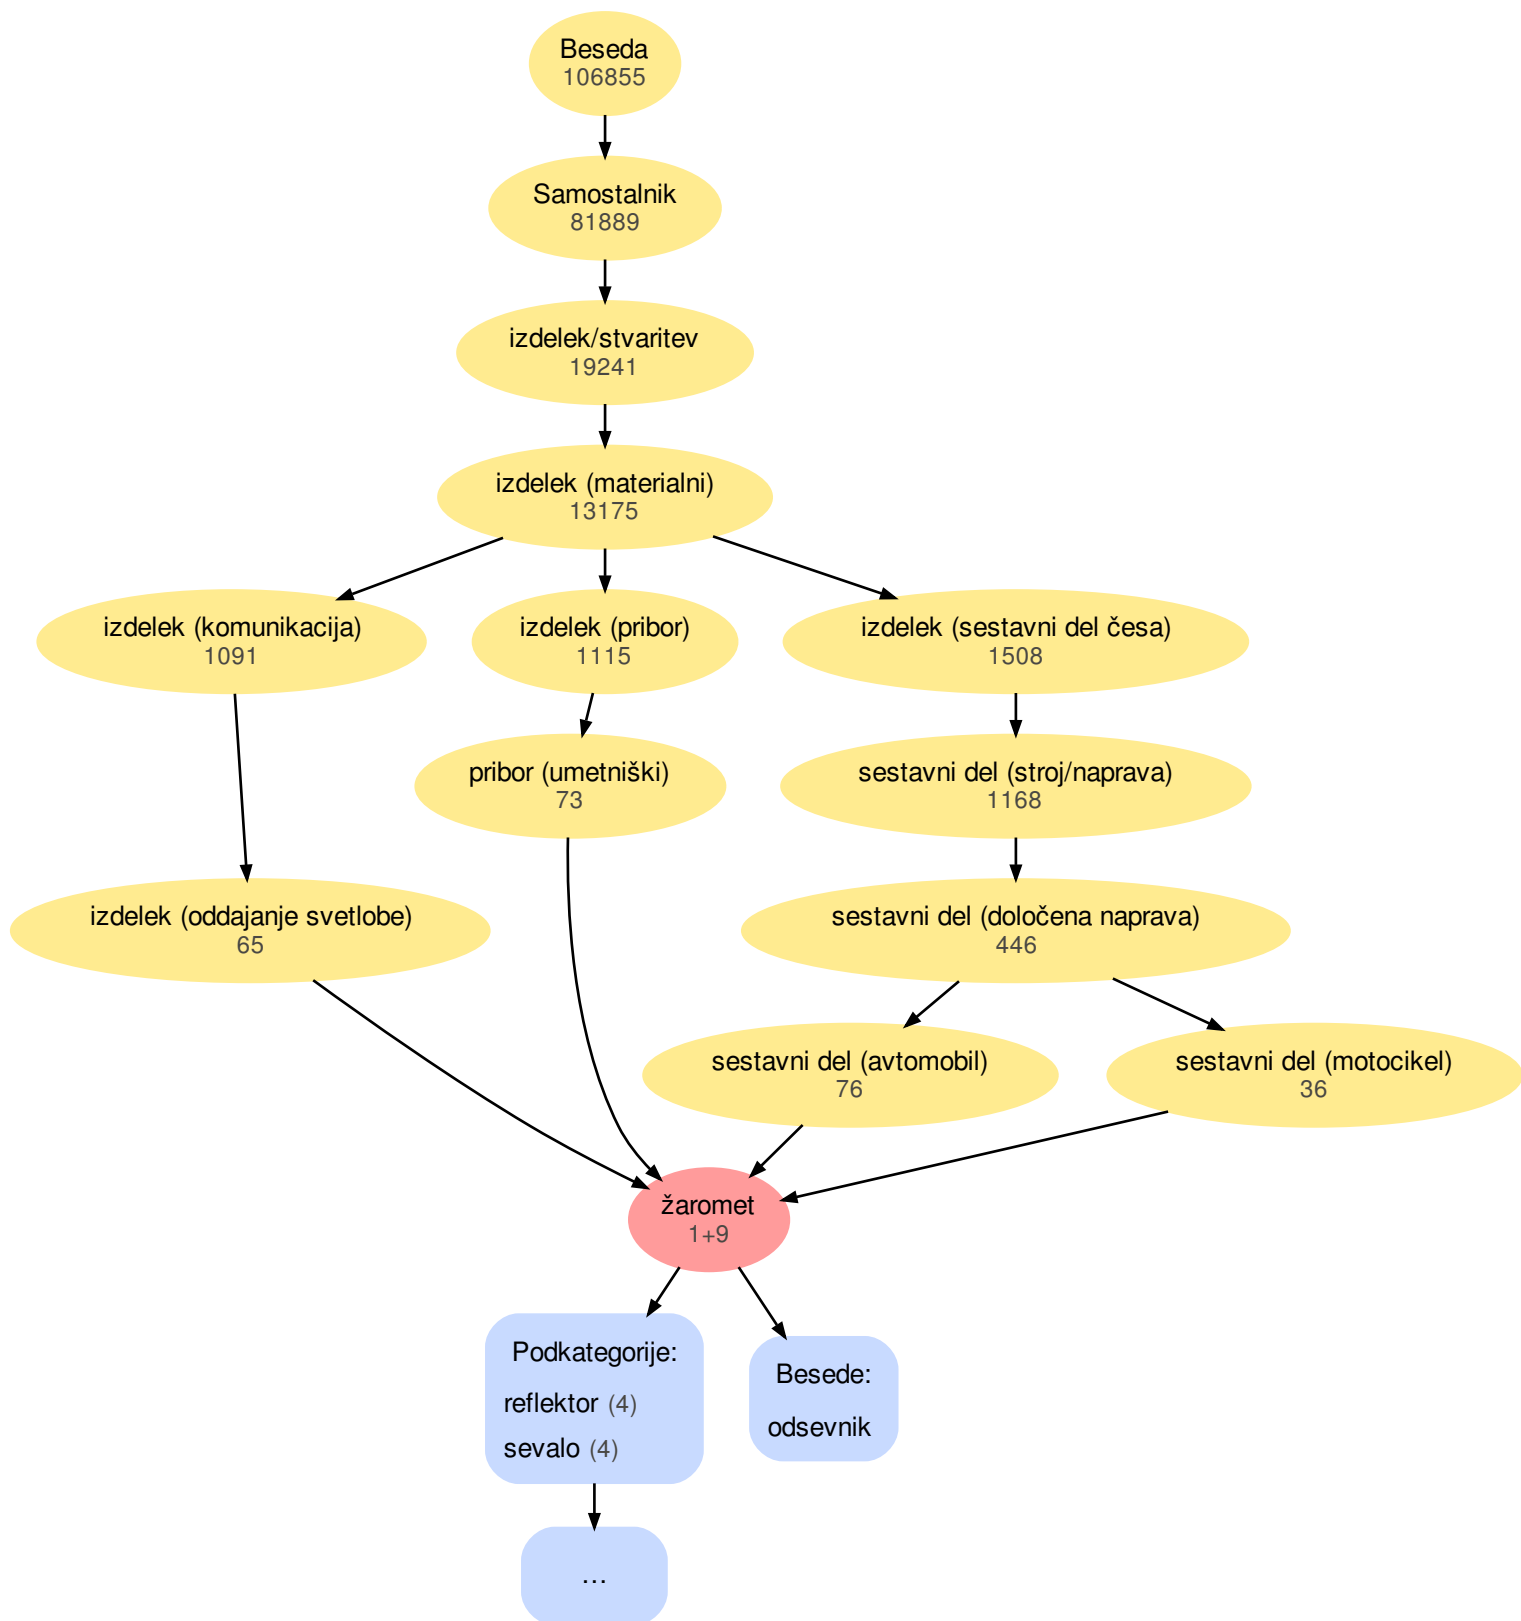 Beseda
106855
Samostalnik
81889
izdelek/stvaritev
19241
izdelek (materialni)
13175
izdelek (komunikacija)
1091
izdelek (pribor)
1115
izdelek (sestavni del česa)
1508
pribor (umetniški)
73
sestavni del (stroj/naprava)
1168
izdelek (oddajanje svetlobe)
65
sestavni del (določena naprava)
446
sestavni del (avtomobil)
76
sestavni del (motocikel)
36
žaromet
1+9
Podkategorije:
reflektor (4)
sevalo (4)
Besede:
odsevnik
…